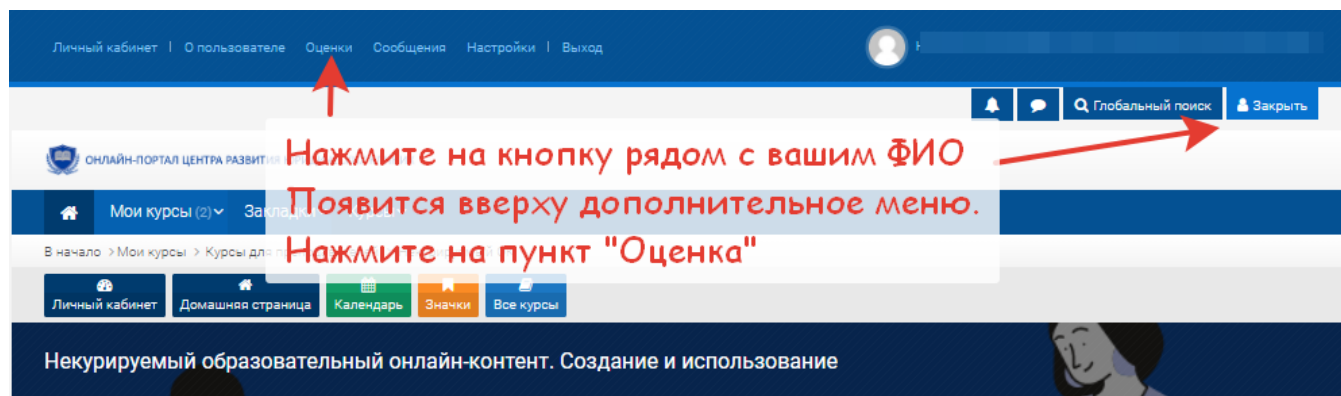 Личный кабинет | О пользователе Оценки Сообщения Настройки | Выход
Глобальный поиск Закрыть
ОНЛАЙН-ПОРТАЛ ЦЕНТРА
Нажмите на кнопку рядом с вашим ФИО
Мои курсы (2)
Появится вверху дополнительное меню.
В начало > Мои курсы > Курсы для
Нажмите на пункт "Оценка"
Личный кабинет Домашняя страница Календарь Значки Все курсы
Некурируемый образовательный онлайн-контент. Создание и использование